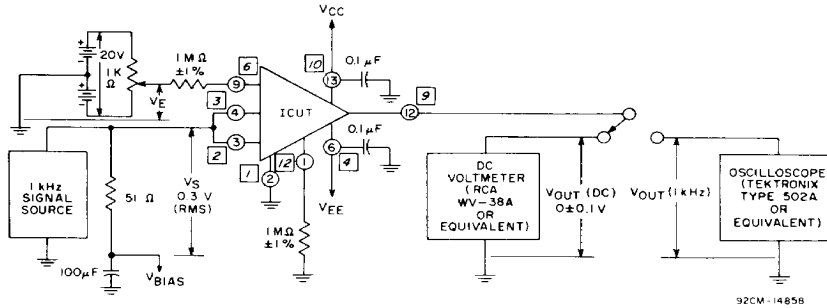 VCC
20V
1K
Ω
1 MΩ
±1%
6
9
10
13
0.1 µF
VE
3
4
ICUT
9
12
2
3
0.1 µF
1
2
12
1
6
4
VEE
1 kHz
SIGNAL
SOURCE
51 Ω
VS
0.3 V
(RMS)
1 MΩ
±1%
100µF
VBIAS
DC
VOLTMETER
(RCA
WV-38A
OR
EQUIVALENT)
VOUT (DC)
0±0.1V
VOUT (1kHz)
OSCILLOSCOPE
(TEKTRONIX
TYPE 502A
OR
EQUIVALENT)
92CM-14858